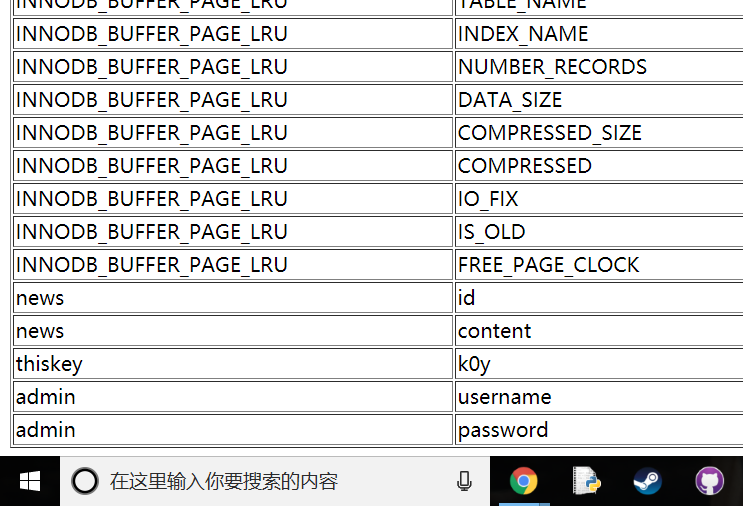 INNODB_BUFFER_PAGE_LRU TABLE_NAME
INNODB_BUFFER_PAGE_LRU INDEX_NAME
INNODB_BUFFER_PAGE_LRU NUMBER_RECORDS
INNODB_BUFFER_PAGE_LRU DATA_SIZE
INNODB_BUFFER_PAGE_LRU COMPRESSED_SIZE
INNODB_BUFFER_PAGE_LRU COMPRESSED
INNODB_BUFFER_PAGE_LRU IO_FIX
INNODB_BUFFER_PAGE_LRU IS_OLD
INNODB_BUFFER_PAGE_LRU FREE_PAGE_CLOCK
news id
news content
thiskey k0y
admin username
admin password
在这里输入你要搜索的内容